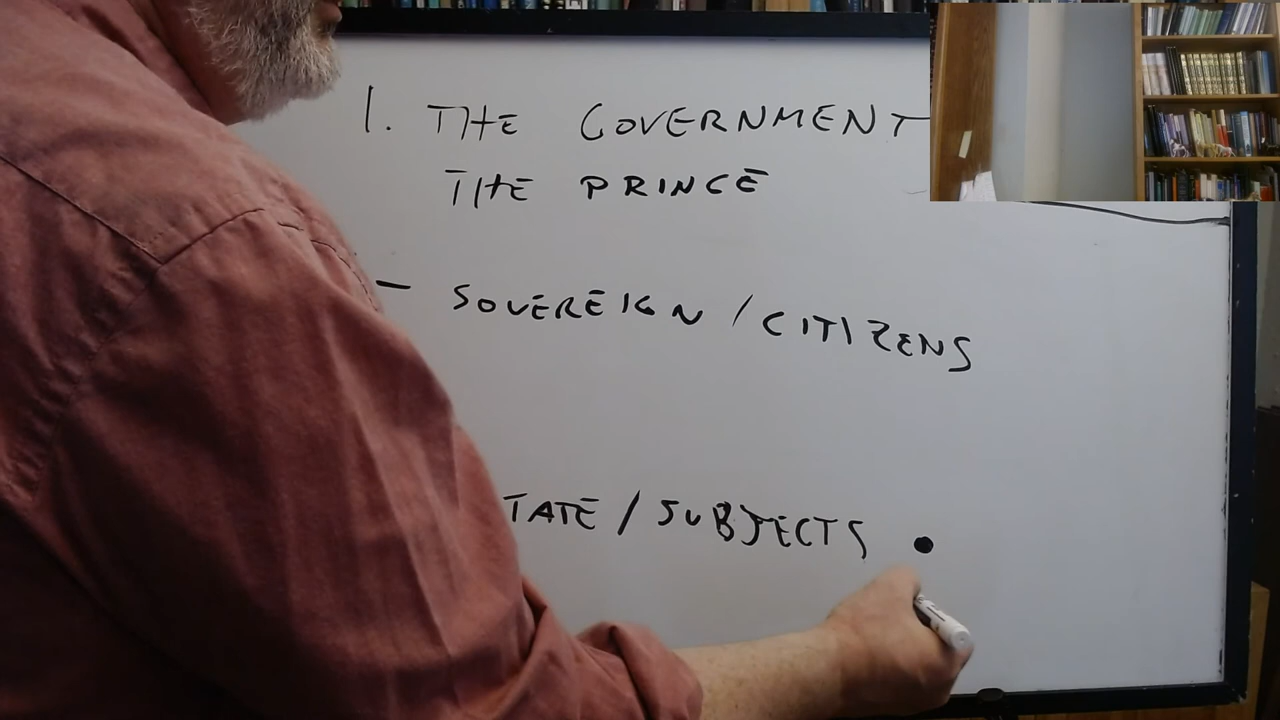 1. THE GOVERNMENT
THE PRINCE
- SOVEREIGN / CITIZENS
TATE / SUBJECTS •